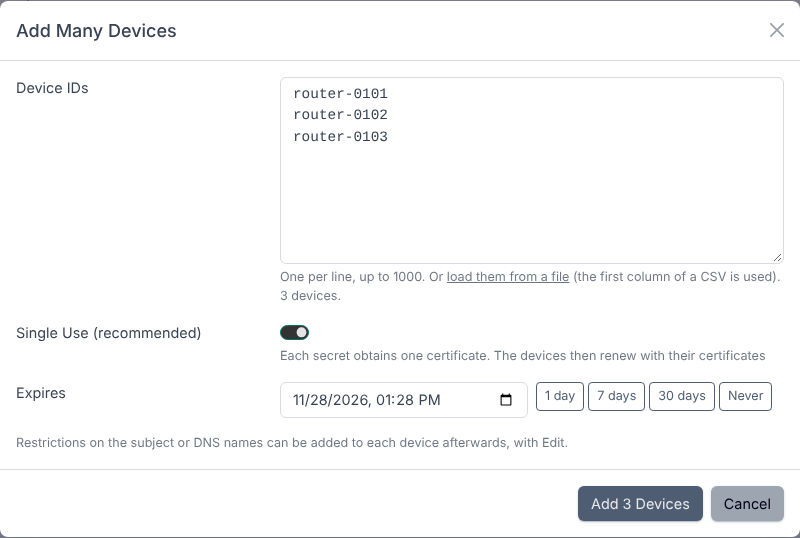 Add Many Devices
Device IDs
router-0101
router-0102
router-0103
One per line, up to 1000. Or load them from a file (the first column of a CSV is used).
3 devices.
Single Use (recommended)
Each secret obtains one certificate. The devices then renew with their certificates
Expires
11/28/2026, 01:28 PM
1 day
7 days
30 days
Never
Restrictions on the subject or DNS names can be added to each device afterwards, with Edit.
Add 3 Devices
Cancel